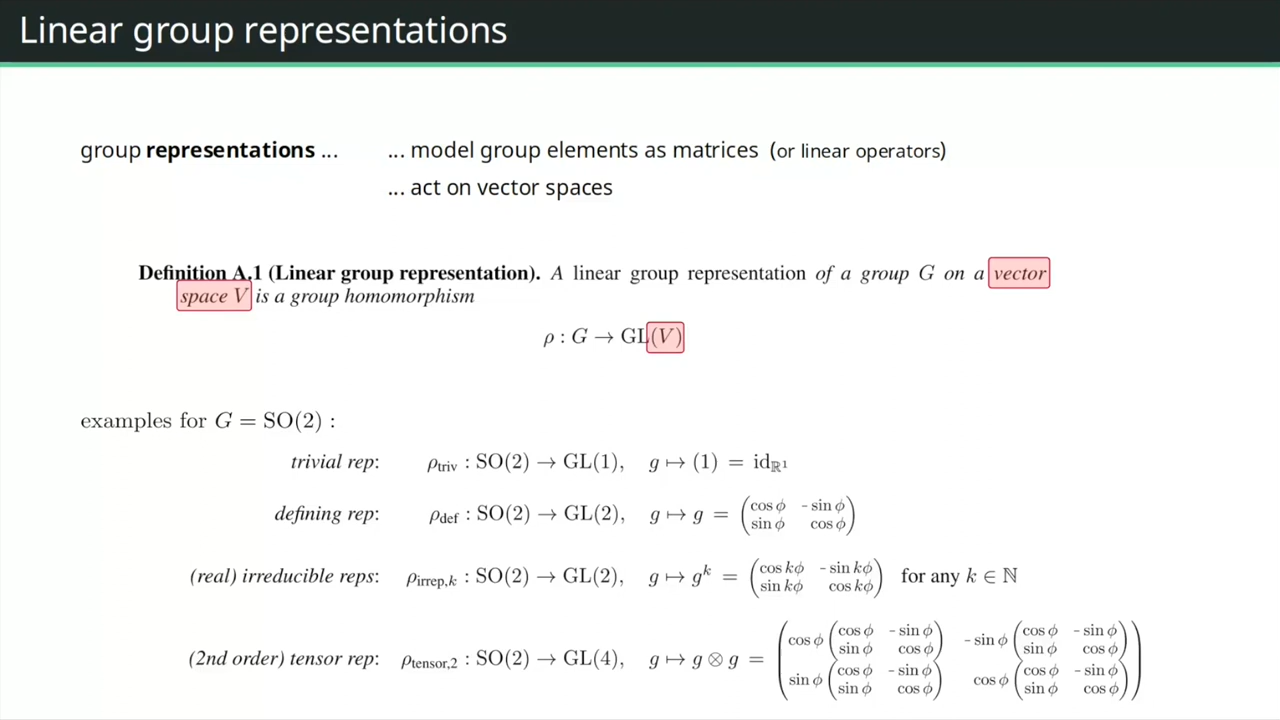 Linear group representations
group representations ... ... model group elements as matrices (or linear operators)
... act on vector spaces
Definition A.1 (Linear group representation). A linear group representation of a group G on a vector
space V is a group homomorphism
ρ : G → GL(V)
examples for G = SO(2) :
trivial rep: ρtriv : SO(2) → GL(1), g ↦ (1) = idℝ¹
defining rep: ρdef : SO(2) → GL(2), g ↦ g = (cos ϕ -sin ϕ
sin ϕ cos ϕ)
(real) irreducible reps: ρirrep,k : SO(2) → GL(2), g ↦ gᵏ = (cos kϕ -sin kϕ
sin kϕ cos kϕ) for any k ∈ ℕ
(2nd order) tensor rep: ρtensor,2 : SO(2) → GL(4), g ↦ g ⊗ g = (cos ϕ (cos ϕ -sin ϕ
sin ϕ cos ϕ) -sin ϕ (cos ϕ -sin ϕ
sin ϕ cos ϕ)
sin ϕ (cos ϕ -sin ϕ
sin ϕ cos ϕ) cos ϕ (cos ϕ -sin ϕ
sin ϕ cos ϕ))